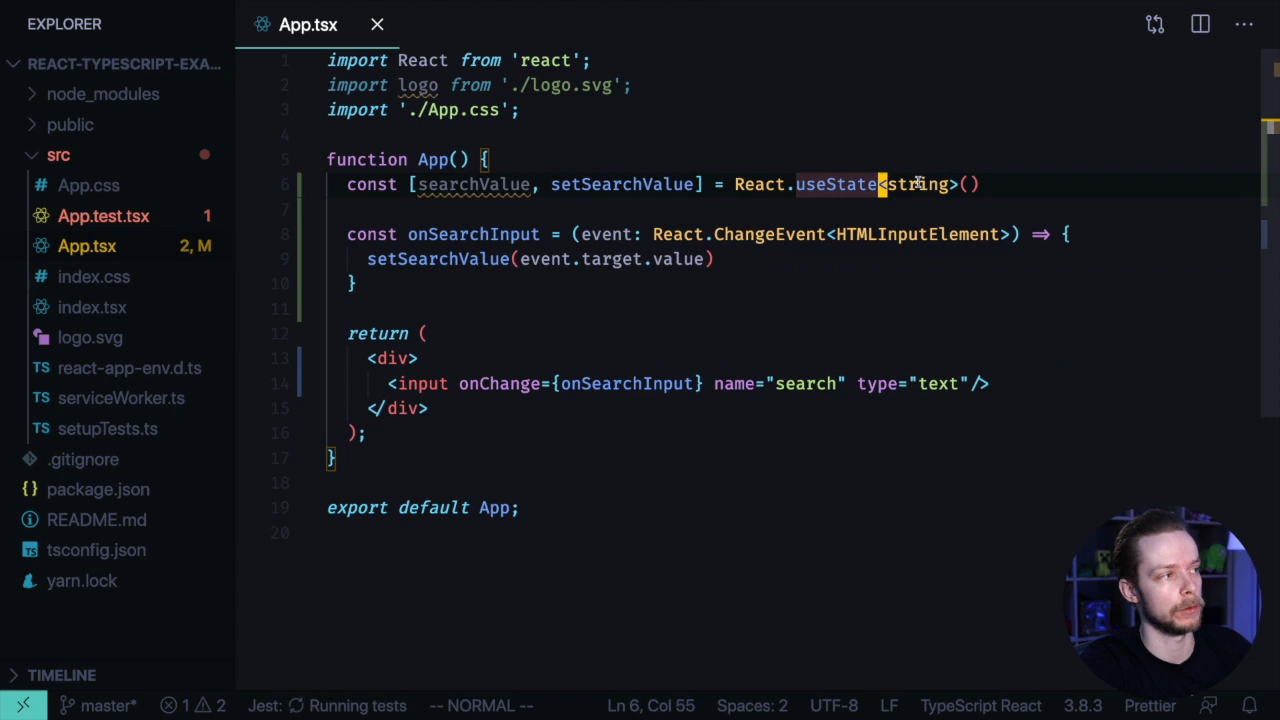 EXPLORER
App.tsx
REACT-TYPESCRIPT-EXA...
node_modules
public
src
App.css
App.test.tsx 1
App.tsx 2, M
index.css
index.tsx
logo.svg
react-app-env.d.ts
serviceWorker.ts
setupTests.ts
.gitignore
package.json
README.md
tsconfig.json
yarn.lock
TIMELINE
1 import React from 'react';
2 import logo from './logo.svg';
3 import './App.css';
4
5 function App() {
6 const [searchValue, setSearchValue] = React.useState<string>()
7
8 const onSearchInput = (event: React.ChangeEvent<HTMLInputElement>) => {
9 setSearchValue(event.target.value)
10 }
11
12 return (
13 <div>
14 <input onChange={onSearchInput} name="search" type="text"/>
15 </div>
16 );
17 }
18
19 export default App;
20
master* 1 2 Jest: Running tests -- NORMAL -- Ln 6, Col 55 Spaces: 2 UTF-8 LF TypeScript React 3.8.3 Prettier